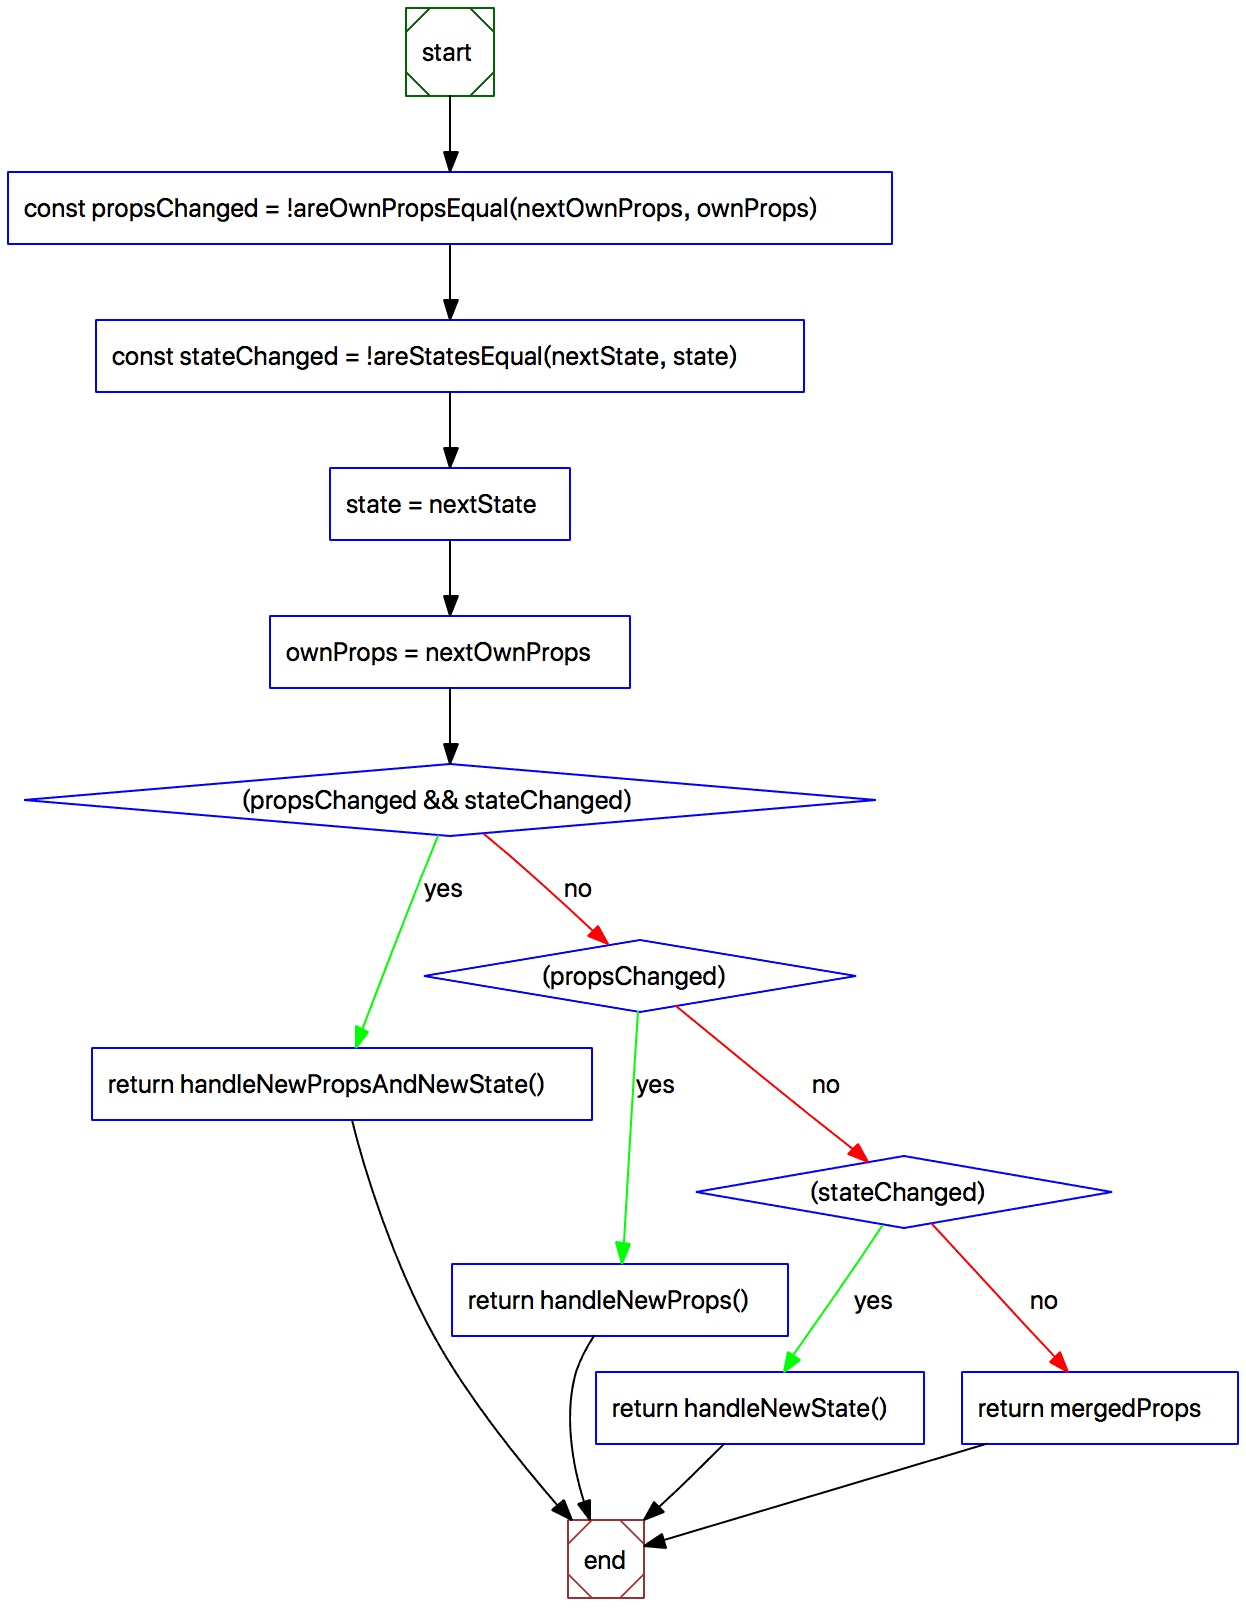 start
const propsChanged = !areOwnPropsEqual(nextOwnProps, ownProps)
const stateChanged = !areStatesEqual(nextState, state)
state = nextState
ownProps = nextOwnProps
(propsChanged && stateChanged)
yes
no
(propsChanged)
return handleNewPropsAndNewState()
yes
no
(stateChanged)
return handleNewProps()
yes
no
return handleNewState()
return mergedProps
end